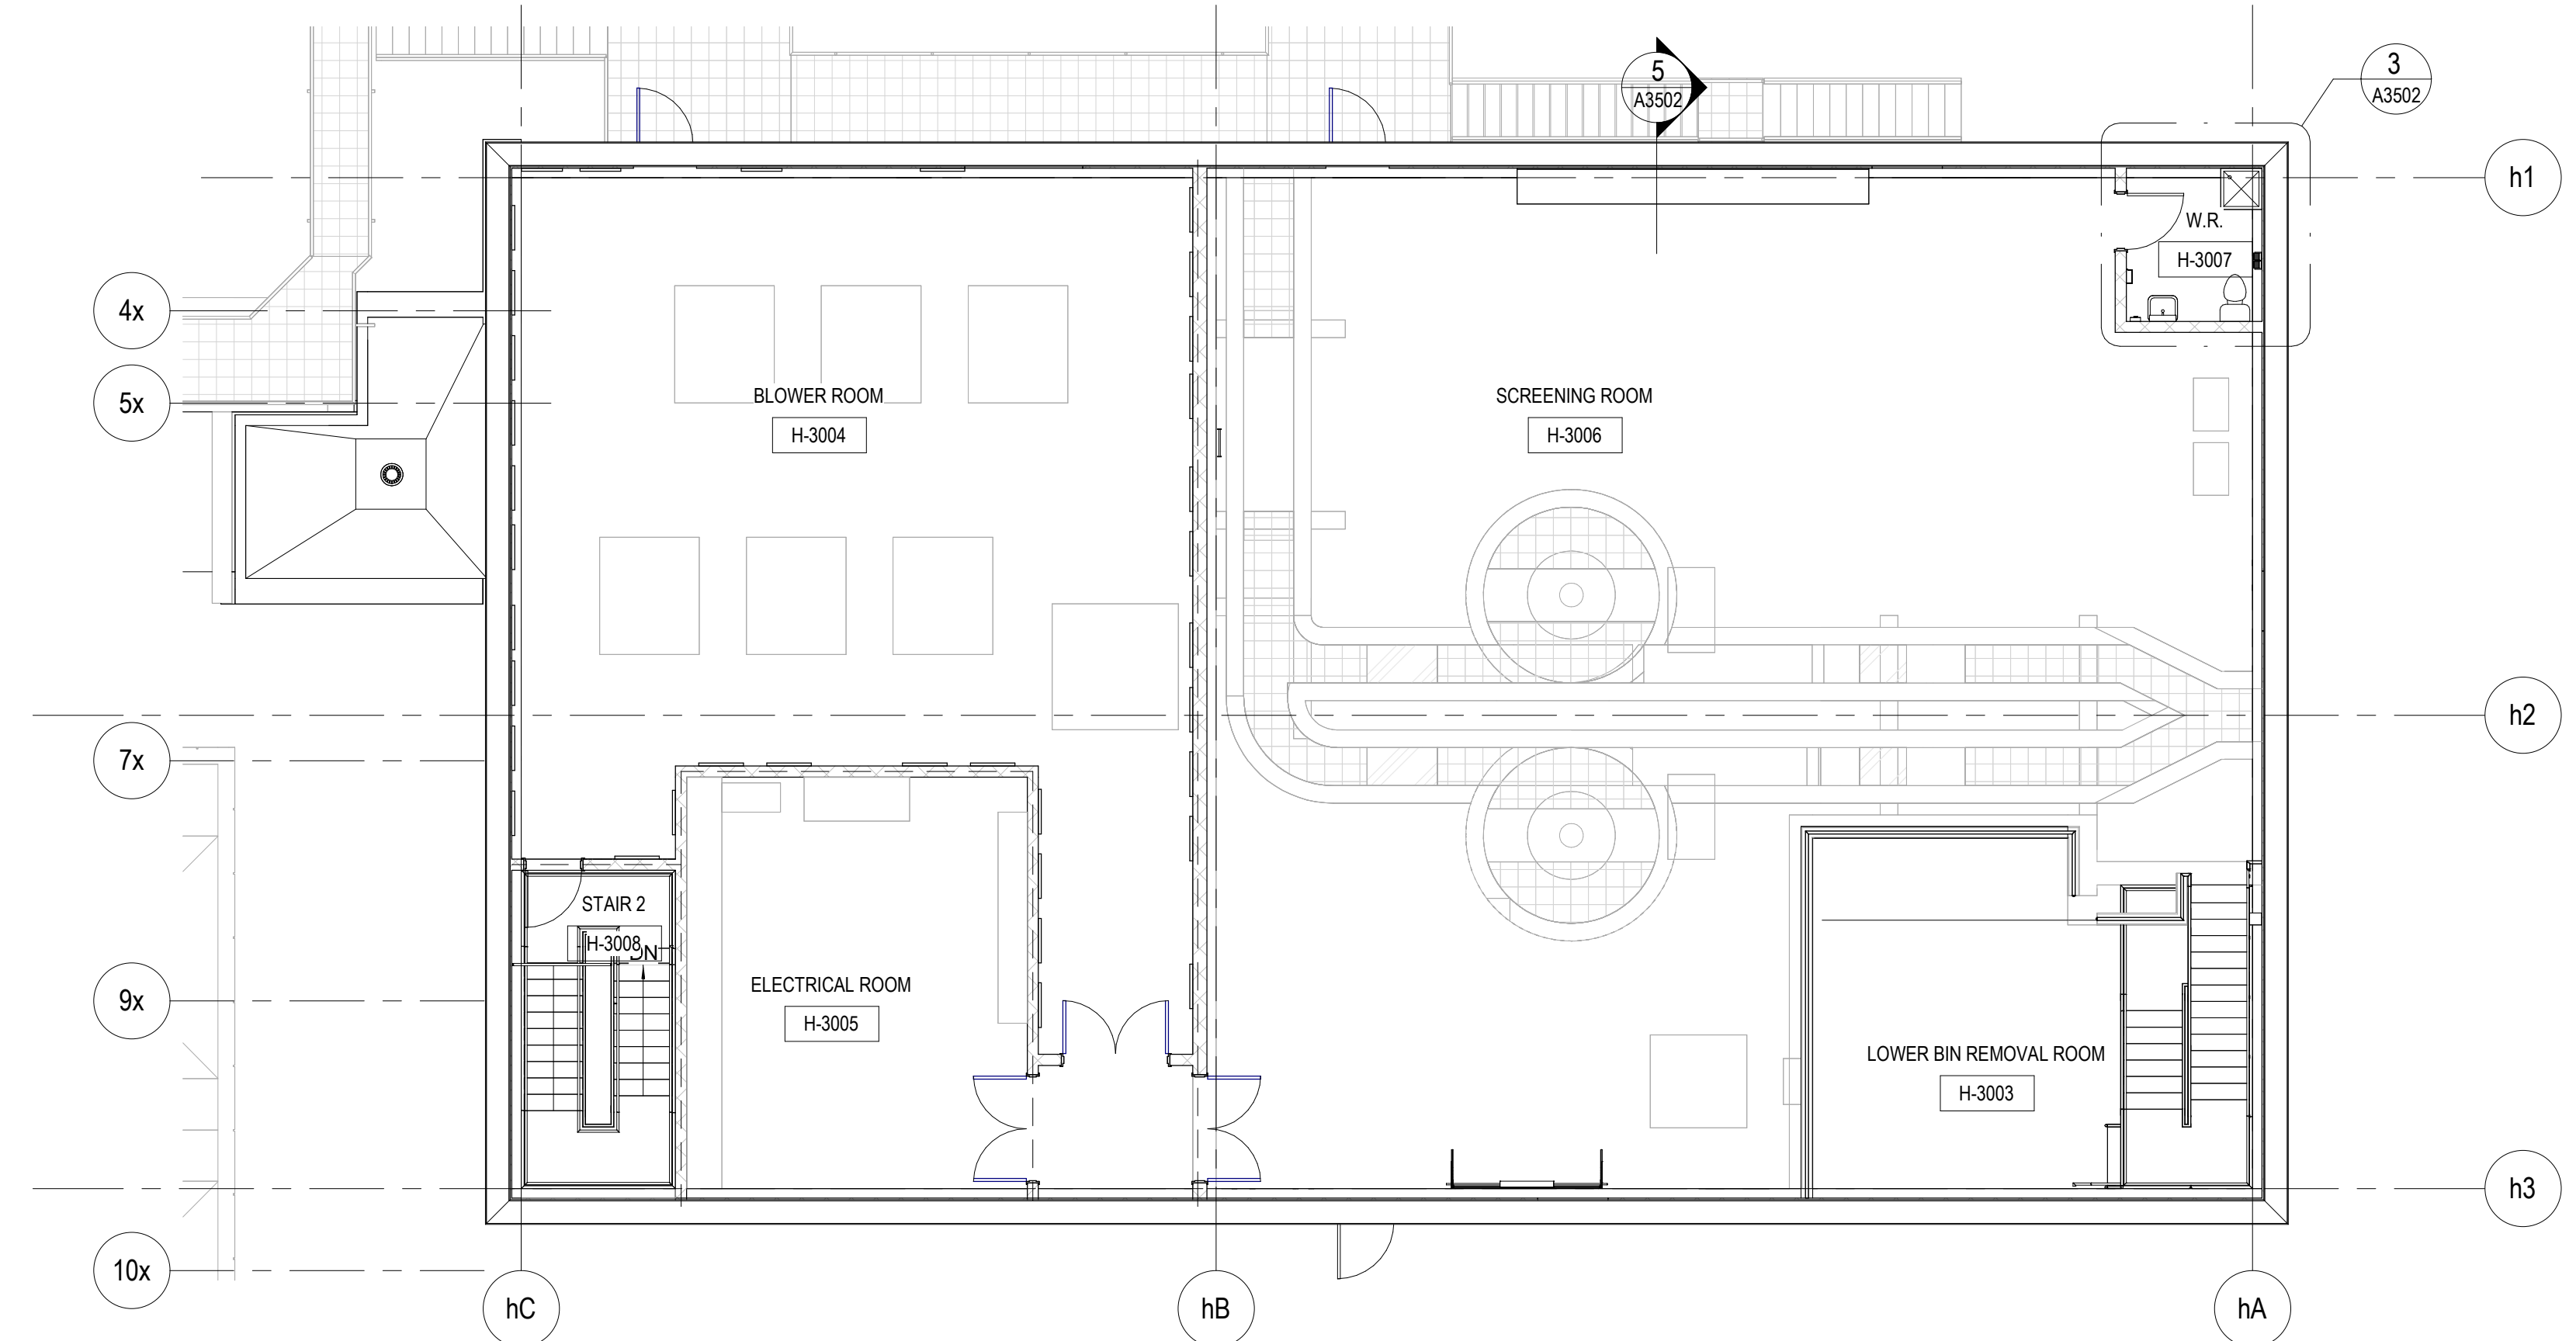 5
A3502
3
A3502
h1
W.R.
H-3007
4x
5x
BLOWER ROOM
H-3004
SCREENING ROOM
H-3006
h2
7x
STAIR 2
H-3008
DN
ELECTRICAL ROOM
H-3005
9x
LOWER BIN REMOVAL ROOM
H-3003
h3
10x
hC
hB
hA